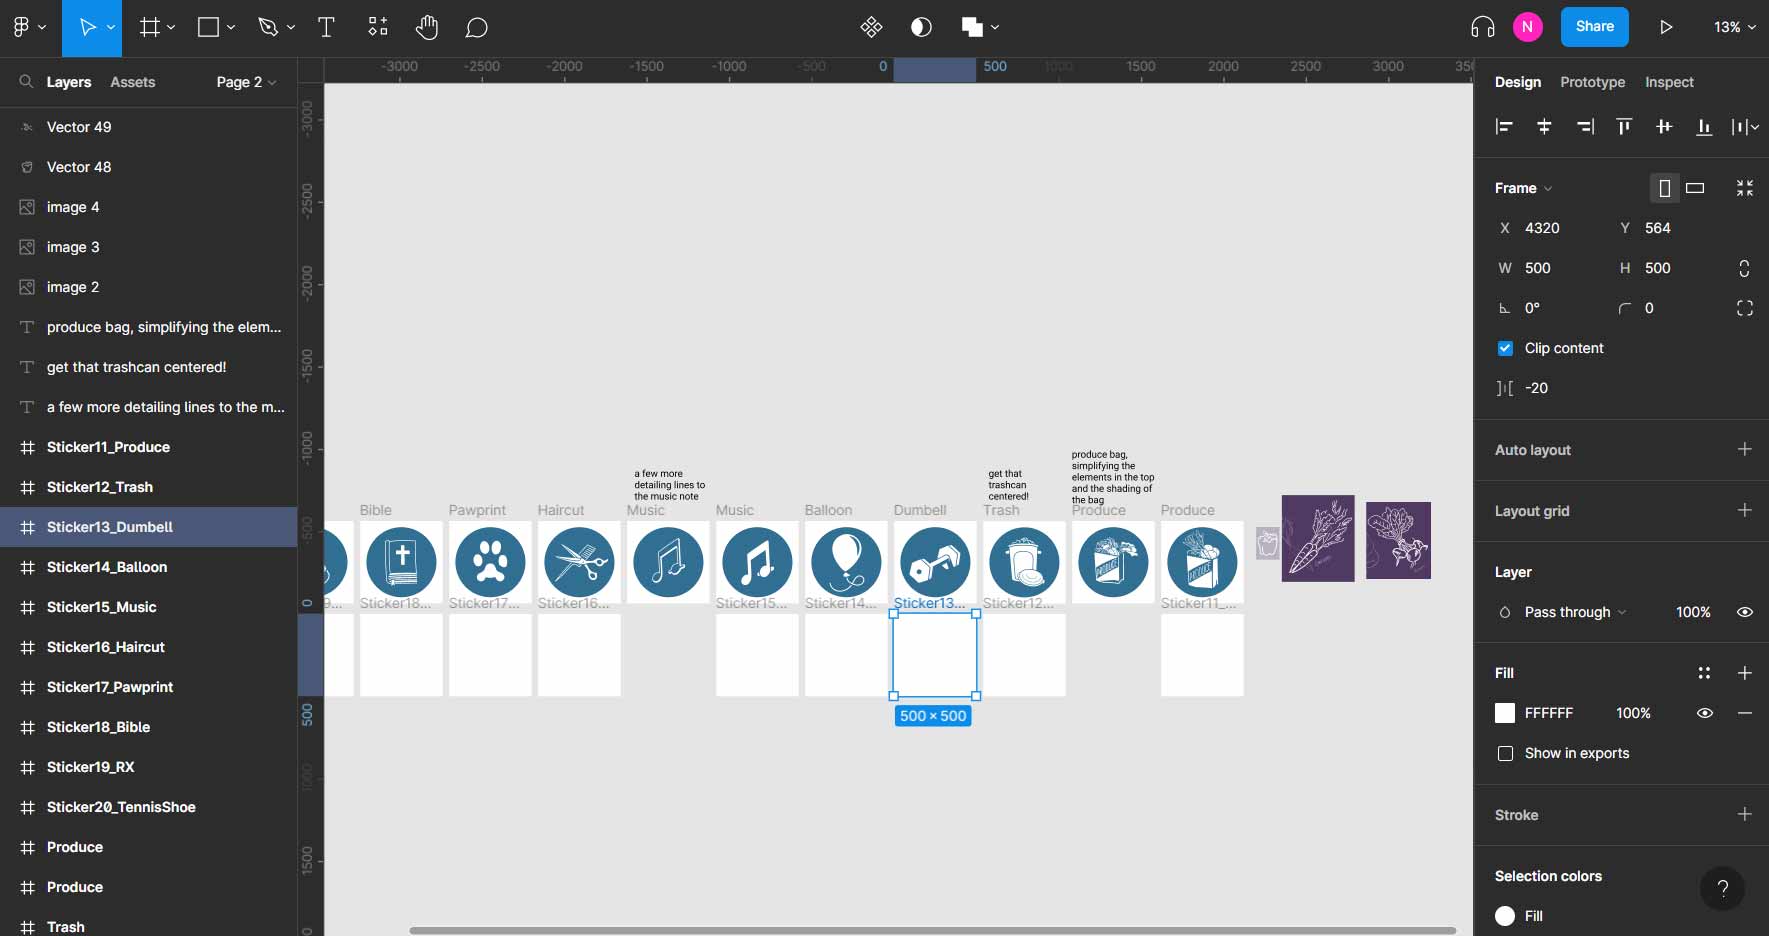 N
Share
13%
Layers
Assets
Page 2
Vector 49
Vector 48
image 4
image 3
image 2
produce bag, simplifying the elem...
get that trashcan centered!
a few more detailing lines to the m...
Sticker11_Produce
Sticker12_Trash
Sticker13_Dumbell
Sticker14_Balloon
Sticker15_Music
Sticker16_Haircut
Sticker17_Pawprint
Sticker18_Bible
Sticker19_RX
Sticker20_TennisShoe
Produce
Produce
Trash
-3000 -2500 -2000 -1500 -1000 -500 0 500 1000 1500 2000 2500 3000
-3000
-2500
-2000
-1500
-1000
-500
0
500
1000
1500
a few more
detailing lines to
the music note
get that
trashcan
centered!
produce bag,
simplifying the
elements in the top
and the shading of
the bag
Bible Pawprint Haircut Music Music Balloon Dumbell Trash Produce Produce
PRODUCE
PRODUCE
9... Sticker18... Sticker17... Sticker16... Sticker15... Sticker14... Sticker13... Sticker12... Sticker11_...
500 × 500
Design
Prototype
Inspect
Frame
X 4320
Y 564
W 500
H 500
0°
0
Clip content
-20
Auto layout
Layout grid
Layer
Pass through
100%
Fill
FFFFFF
100%
Show in exports
Stroke
Selection colors
Fill
?